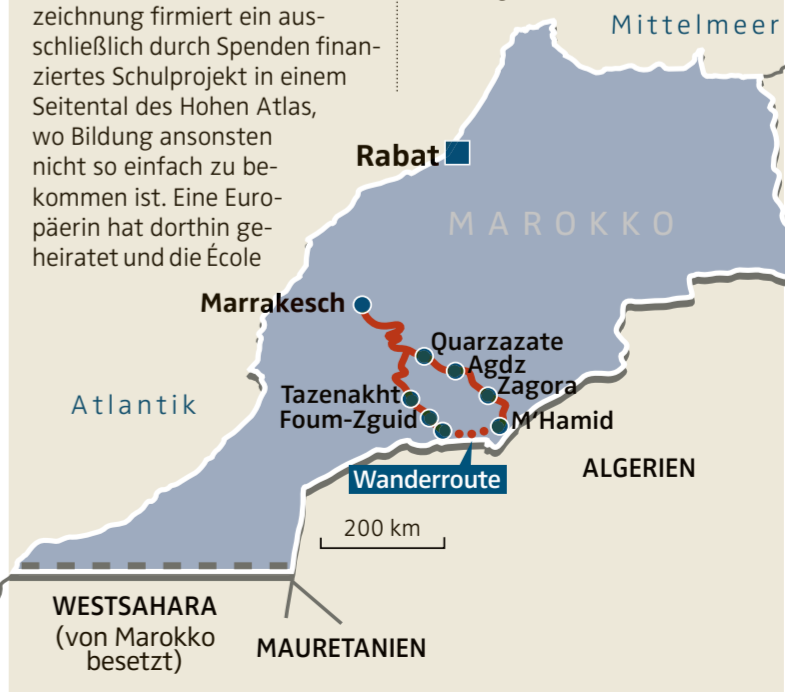 zeichnung firmiert ein aus-
schließlich durch Spenden finan-
ziertes Schulprojekt in einem
Seitental des Hohen Atlas,
wo Bildung ansonsten
nicht so einfach zu be-
kommen ist. Eine Euro-
päerin hat dorthin ge-
heiratet und die École
Mittelmeer
Rabat
MAROKKO
Marrakesch
Quarzazate
Agdz
Zagora
Tazenakht
Foum-Zguid
M'Hamid
Atlantik
Wanderroute
ALGERIEN
200 km
WESTSAHARA
(von Marokko
besetzt)
MAURETANIEN